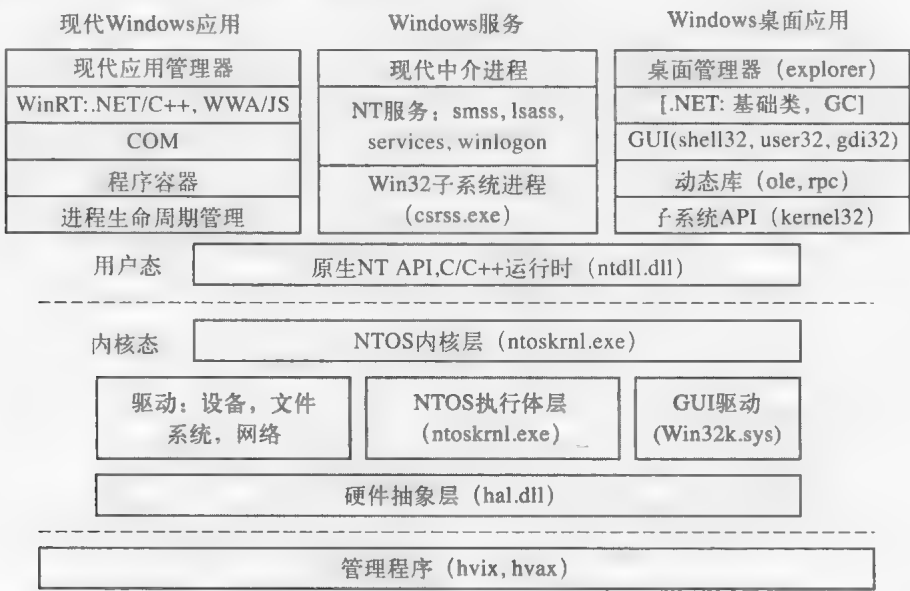 现代Windows应用
Windows服务
Windows桌面应用
现代应用管理器
WinRT:.NET/C++, WWA/JS
COM
程序容器
进程生命周期管理
现代中介进程
NT服务：smss, lsass,
services, winlogon
Win32子系统进程
(csrss.exe)
桌面管理器（explorer）
[.NET: 基础类，GC]
GUI(shell32, user32, gdi32)
动态库（ole, rpc）
子系统API（kernel32）
用户态
原生NT API,C/C++运行时（ntdll.dll）
内核态
NTOS内核层（ntoskrnl.exe）
驱动：设备，文件
系统，网络
NTOS执行体层
(ntoskrnl.exe)
GUI驱动
(Win32k.sys)
硬件抽象层（hal.dll）
管理程序（hvix, hvax）